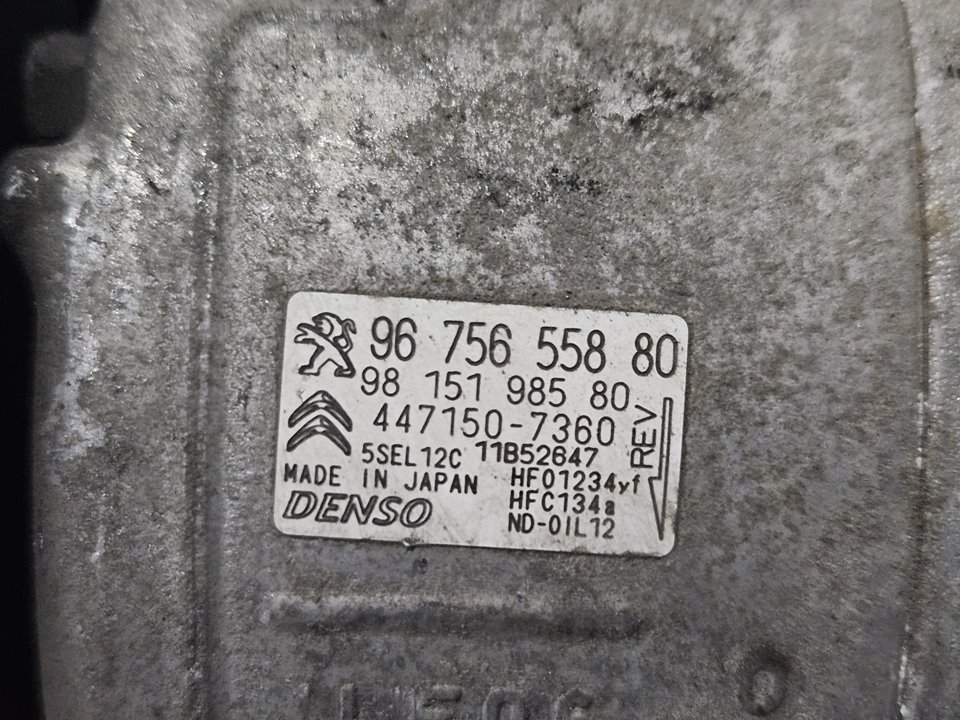 96 756 558 80
98 151 985 80
447150-7360
REV
5SEL12C 11B52647
MADE IN JAPAN HFO1234yf
HFC134a
DENSO ND-OIL12